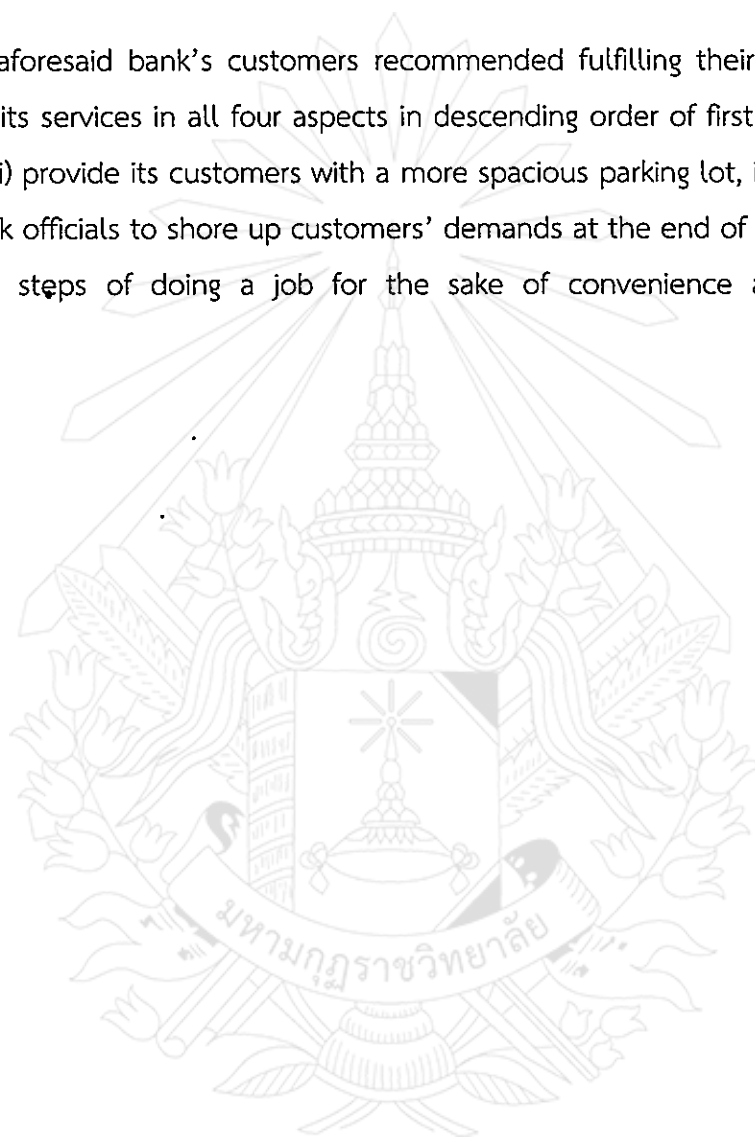 aforesaid bank's customers recommended fulfilling their
its services in all four aspects in descending order of first
i) provide its customers with a more spacious parking lot, i
k officials to shore up customers' demands at the end of
steps of doing a job for the sake of convenience a
มหามกุฏราชวิทยาลัย